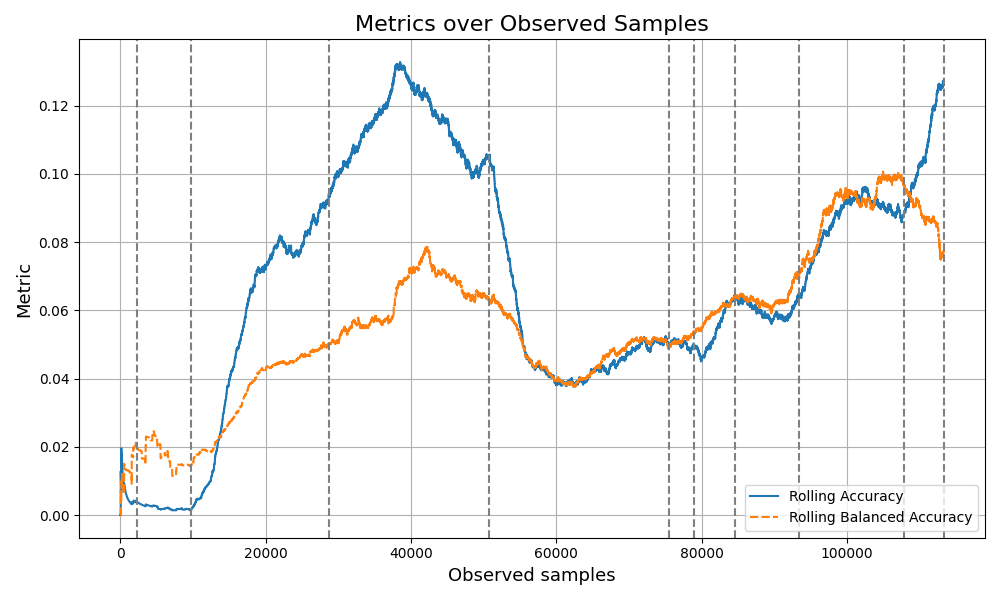 Metrics over Observed Samples
Metric
0.12
0.10
0.08
0.06
0.04
0.02
0.00
0
20000
40000
60000
80000
100000
Observed samples
Rolling Accuracy
Rolling Balanced Accuracy